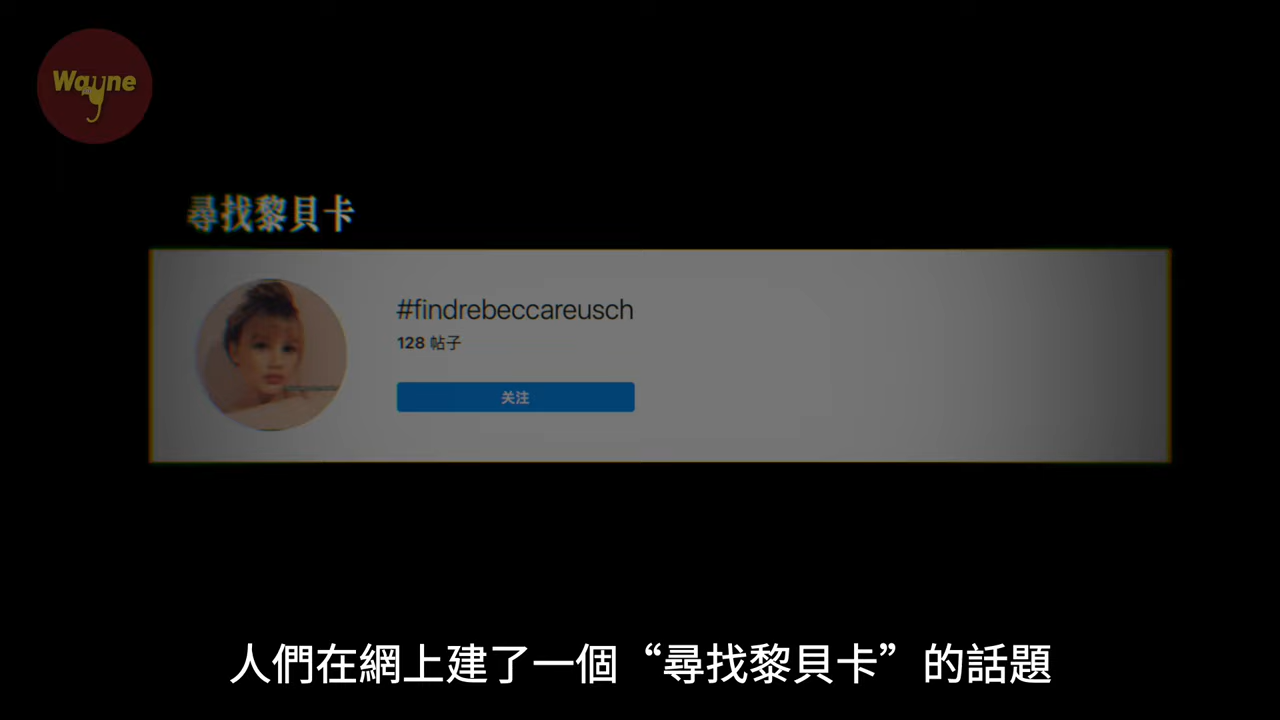 Wayne
尋找黎貝卡
#findrebeccareusch
128 帖子
关注
人們在網上建了一個“尋找黎貝卡”的話題